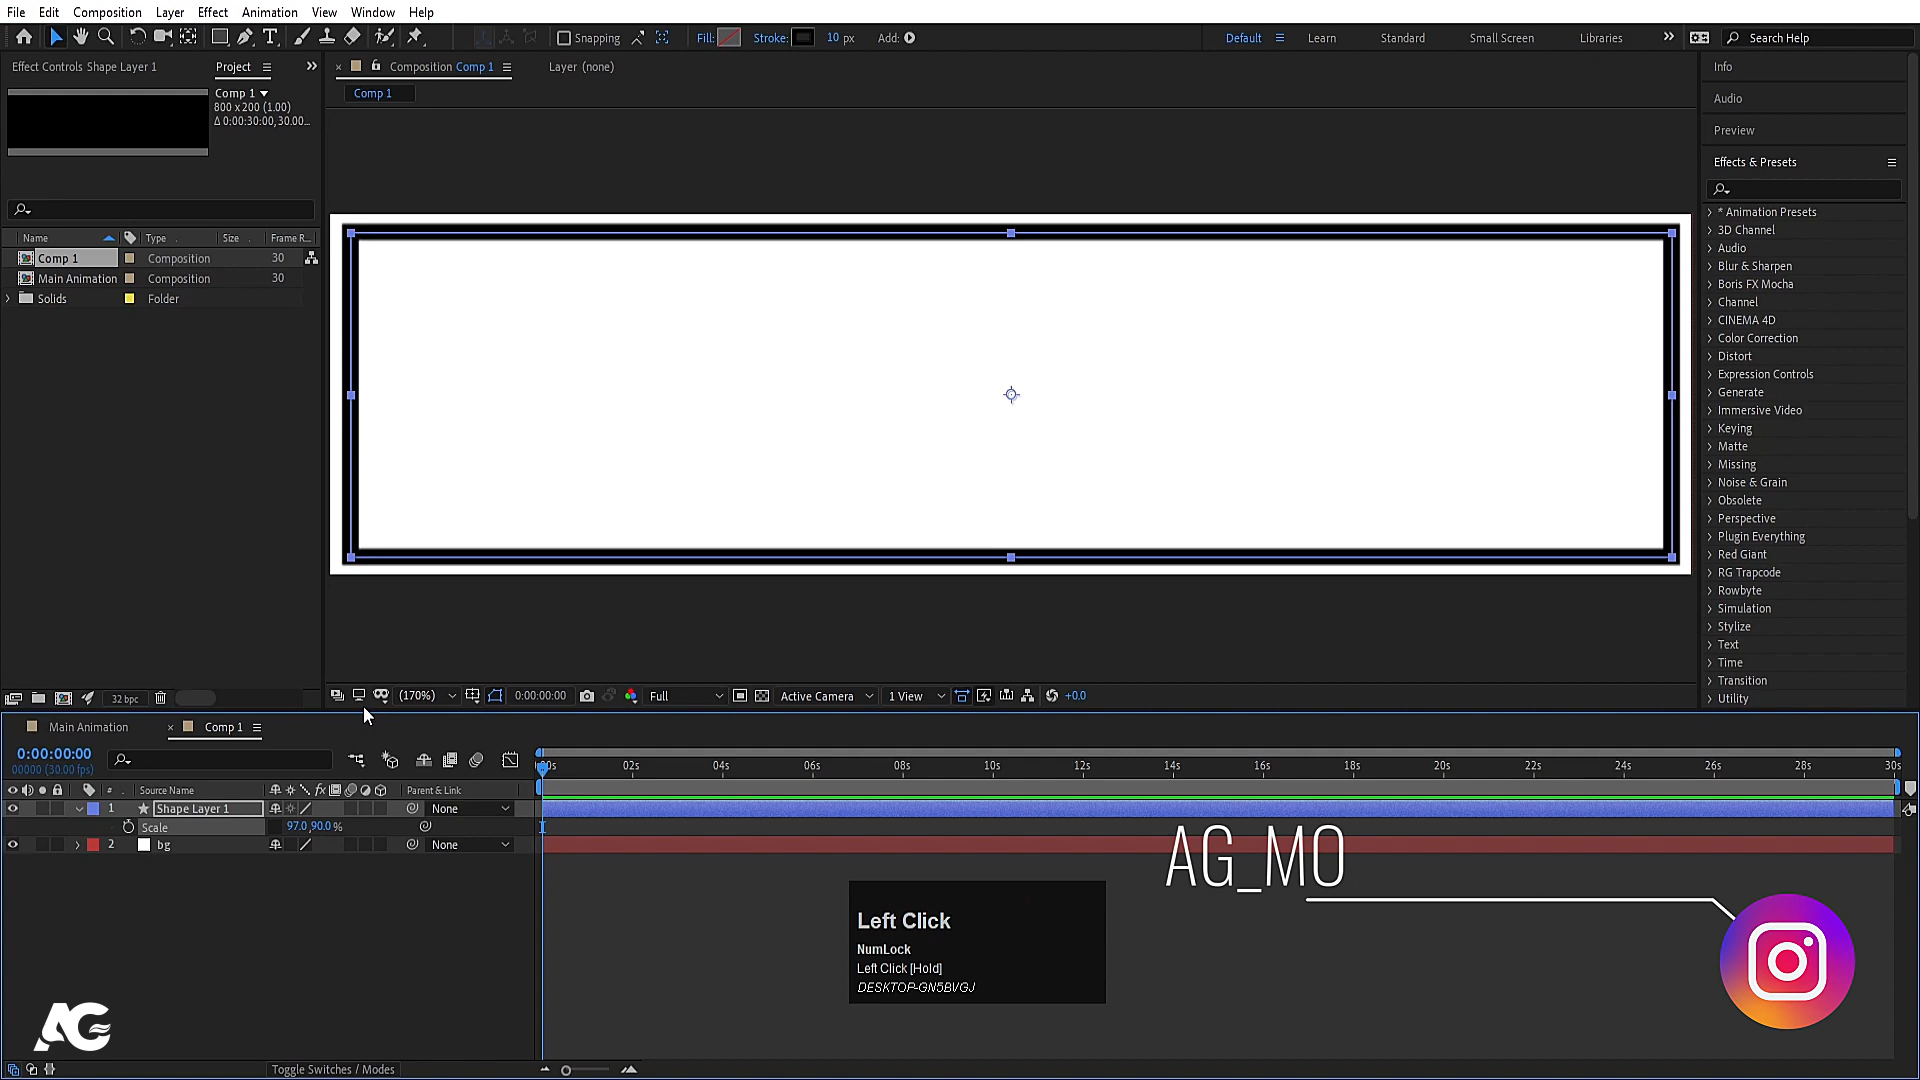 File Edit Composition Layer Effect Animation View Window Help
Snapping Fill: Stroke: 10 px Add: Default Learn Standard Small Screen Libraries Search Help
Effect Controls Shape Layer 1 Project
Composition Comp 1 Layer (none)
Comp 1
Comp 1
800 x 200 (1.00)
Δ 0:00:30:00, 30.00...
Name Type Size Frame R...
Comp 1 Composition 30
Main Animation Composition 30
Solids Folder
32 bpc
(170%) 0:00:00:00 Full Active Camera 1 View +0.0
Info
Audio
Preview
Effects & Presets
* Animation Presets
3D Channel
Audio
Blur & Sharpen
Boris FX Mocha
Channel
CINEMA 4D
Color Correction
Distort
Expression Controls
Generate
Immersive Video
Keying
Matte
Missing
Noise & Grain
Obsolete
Perspective
Plugin Everything
Red Giant
RG Trapcode
Rowbyte
Simulation
Stylize
Text
Time
Transition
Utility
Main Animation Comp 1
0:00:00:00
00000 (30.00 fps)
00s 02s 04s 06s 08s 10s 12s 14s 16s 18s 20s 22s 24s 26s 28s 30s
# Source Name fx Parent & Link
1 Shape Layer 1 None
Scale 97.0,90.0%
2 bg None
AG_MO
Left Click
NumLock
Left Click [Hold]
DESKTOP-GN5BVGJ
AG
Toggle Switches / Modes